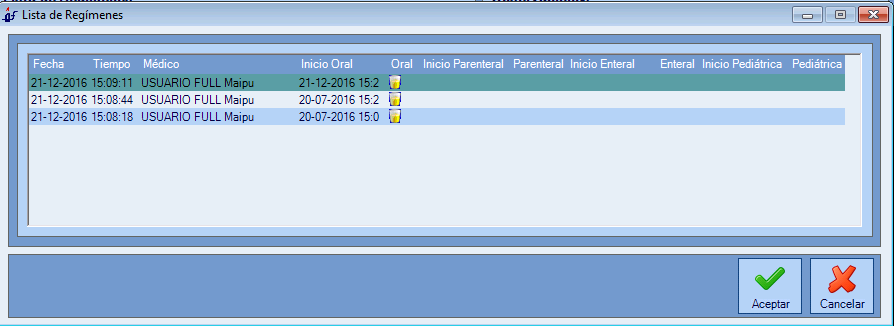 Lista de Regímenes
Fecha Tiempo Médico Inicio Oral Oral Inicio Parenteral Parenteral Inicio Enteral Enteral Inicio Pediátrica Pediátrica
21-12-2016 15:09:11 USUARIO FULL Maipu 21-12-2016 15:2
21-12-2016 15:08:44 USUARIO FULL Maipu 20-07-2016 15:2
21-12-2016 15:08:18 USUARIO FULL Maipu 20-07-2016 15:0
Aceptar Cancelar